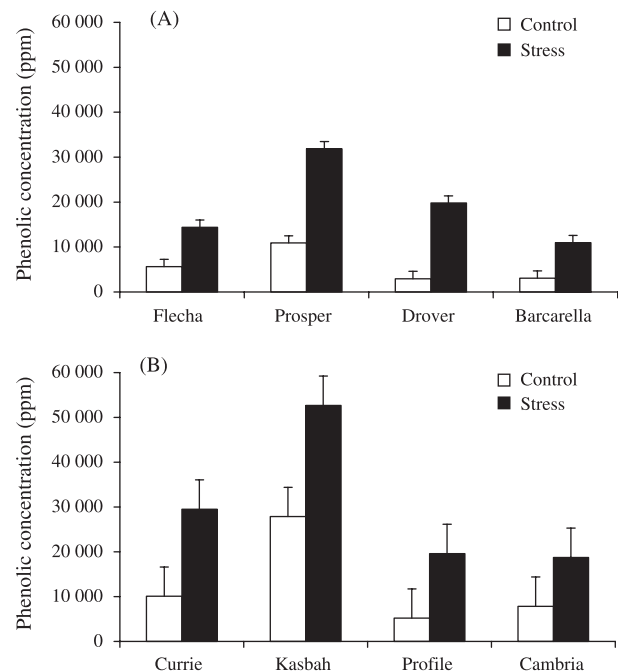 (A)
Control
Stress
Phenolic concentration (ppm)
60 000
50 000
40 000
30 000
20 000
10 000
0
Flecha Prosper Drover Barcarella
(B)
Control
Stress
Phenolic concentration (ppm)
60 000
50 000
40 000
30 000
20 000
10 000
0
Currie Kasbah Profile Cambria